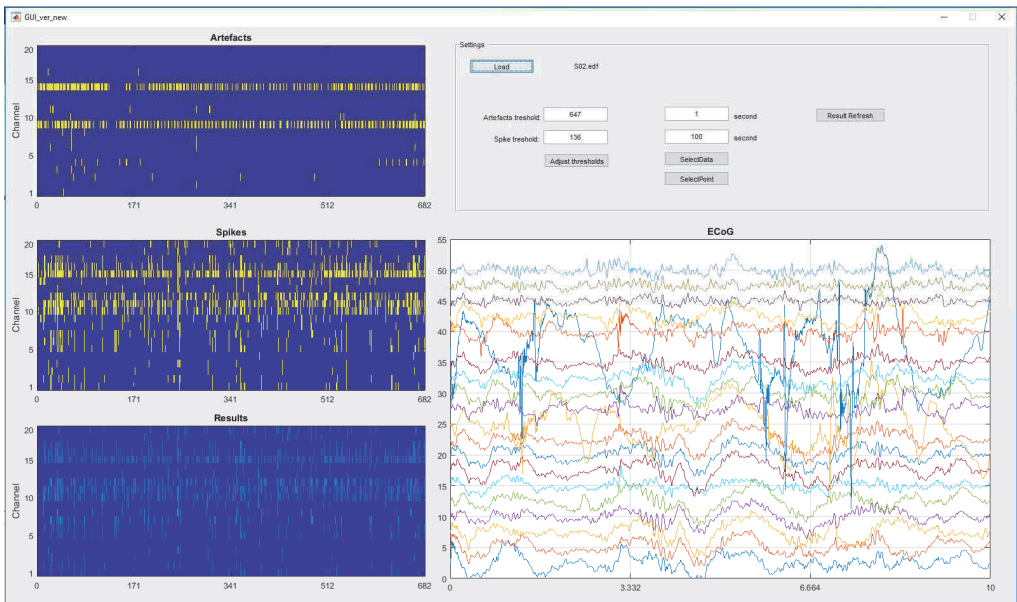 GUI_ver_new
Artefacts
20
15
10
5
1
Channel
0 171 341 512 682
Settings
Load S02.edf
Artefacts treshold: 647 1 second Result Refresh
Spike treshold: 136 100 second
Adjust thresholds SelectData
SelectPoint
Spikes
20
15
10
5
1
Channel
0 171 341 512 682
Results
20
15
10
5
1
Channel
0 171 341 512 682
ECoG
55
50
45
40
35
30
25
20
15
10
5
0
0 3.332 6.664 10